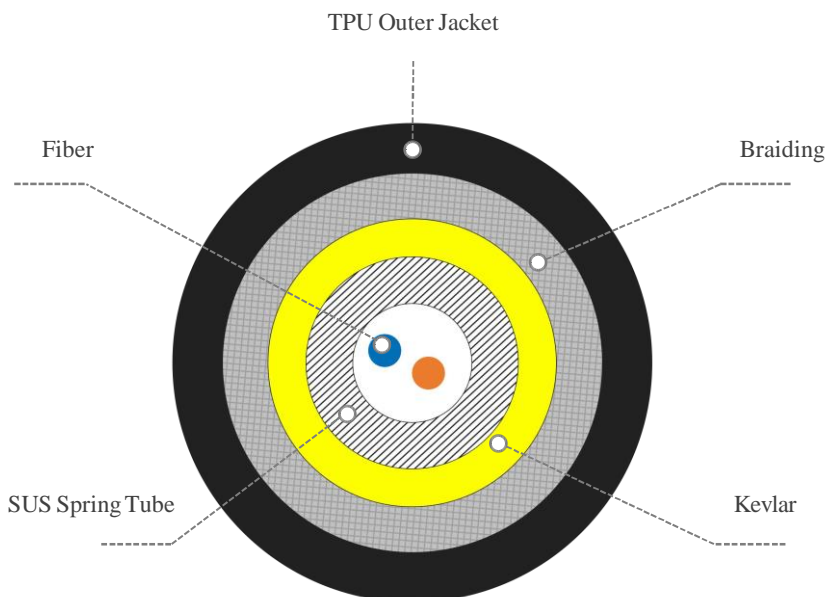 TPU Outer Jacket
Fiber
Braiding
SUS Spring Tube
Kevlar